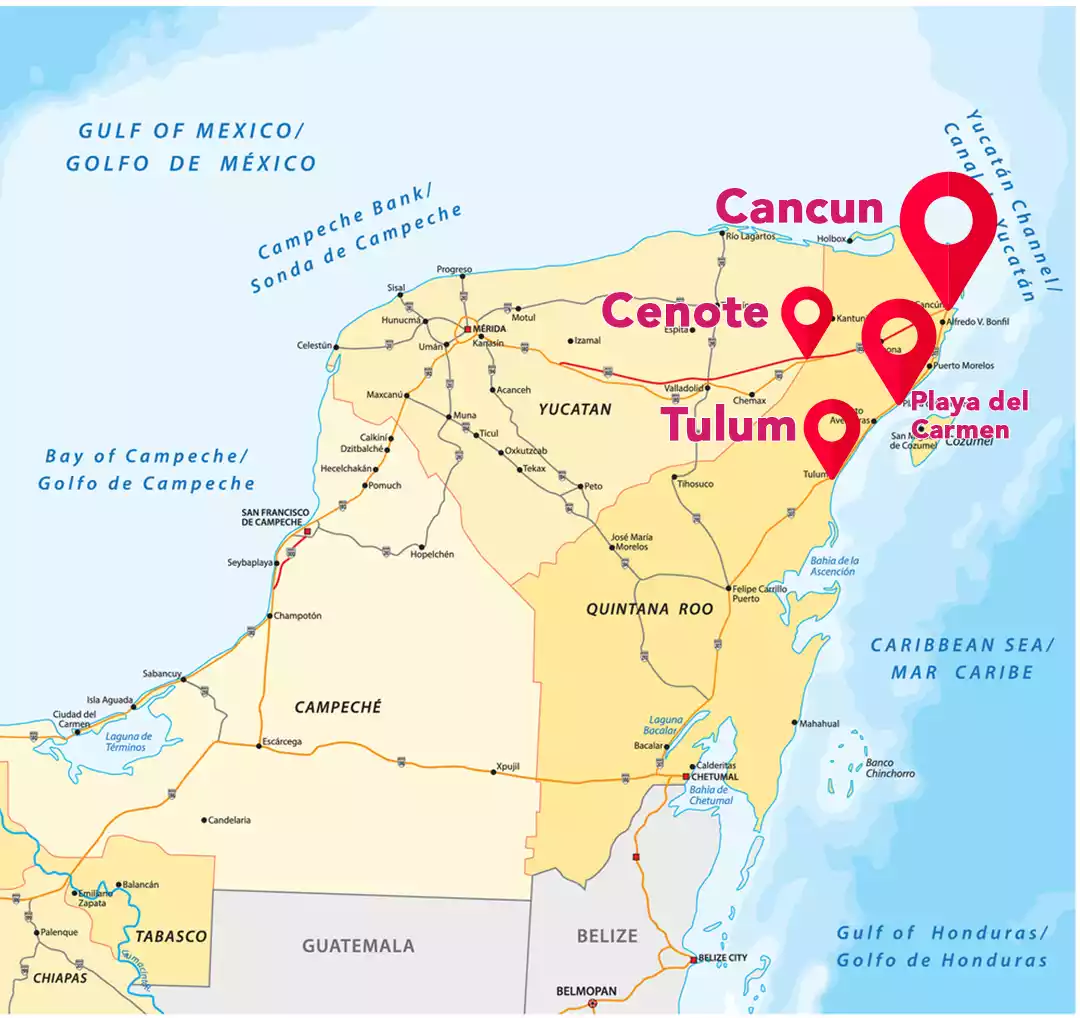 GULF OF MEXICO/
GOLFO DE MÉXICO
Campeche Bank/
Sonda de Campeche
Yucatán Channel/
Canal Yucatán
Cancun
Río Lagartos
Holbox
Progreso
Sisal
Hunucmá
MÉRIDA
Motul
Cenote
Espita
Kantun
Cancún
Alfredo V. Bonfil
Celestún
Umán
Kanasín
Izamal
ona
Puerto Morelos
Maxcanú
Acanceh
Valladolid
Chemax
YUCATAN
Playa del
Carmen
Muna
Tulum
Ticul
Calkiní
Dzitbalché
Oxkutzcab
San M
de Cozumel
Cozumel
Bay of Campeche/
Golfo de Campeche
Hecelchakán
Tekax
Pomuch
Peto
Tihosuco
Tulum
SAN FRANCISCO
DE CAMPECHE
Hopelchén
José María
Morelos
Seybaplaya
Bahía de la
Ascención
Felipe Carrillo
Puerto
QUINTANA ROO
Champotón
CARIBBEAN SEA/
MAR CARIBE
Sabancuy
Isla Aguada
CAMPECHÉ
Ciudad del
Carmen
Laguna de
Términos
Laguna
Bacalar
Mahahual
Escárcega
Bacalar
Xpujil
Calderitas
CHETUMAL
Banco
Chinchorro
Bahía de
Chetumal
Candelaria
Balancán
Emiliano
Zapata
Palenque
TABASCO
CHIAPAS
GUATEMALA
BELIZE
BELIZE CITY
BELMOPAN
Gulf of Honduras/
Golfo de Honduras